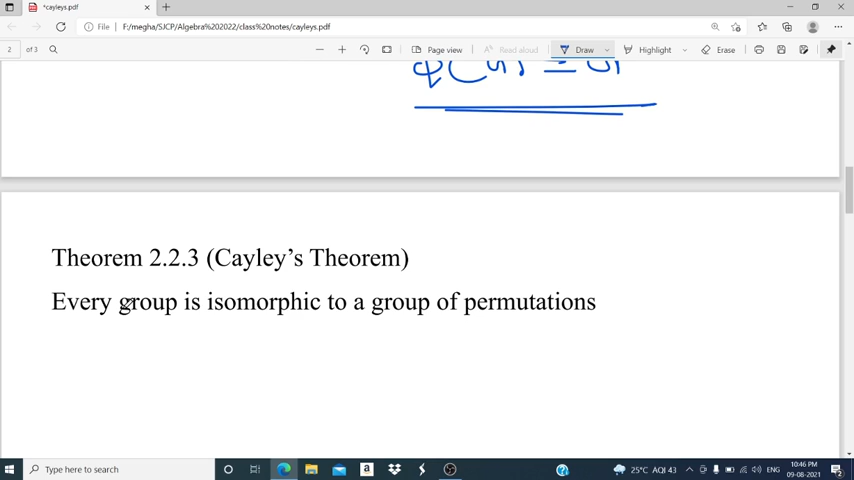 *cayleys.pdf
File F:/megha/SJCP/Algebra%202022/class%20notes/cayleys.pdf
2 of 3 Page view Read aloud Draw Highlight Erase
Theorem 2.2.3 (Cayley’s Theorem)
Every group is isomorphic to a group of permutations
Type here to search
25°C AQI 43 ENG 10:46 PM 09-08-2021 2